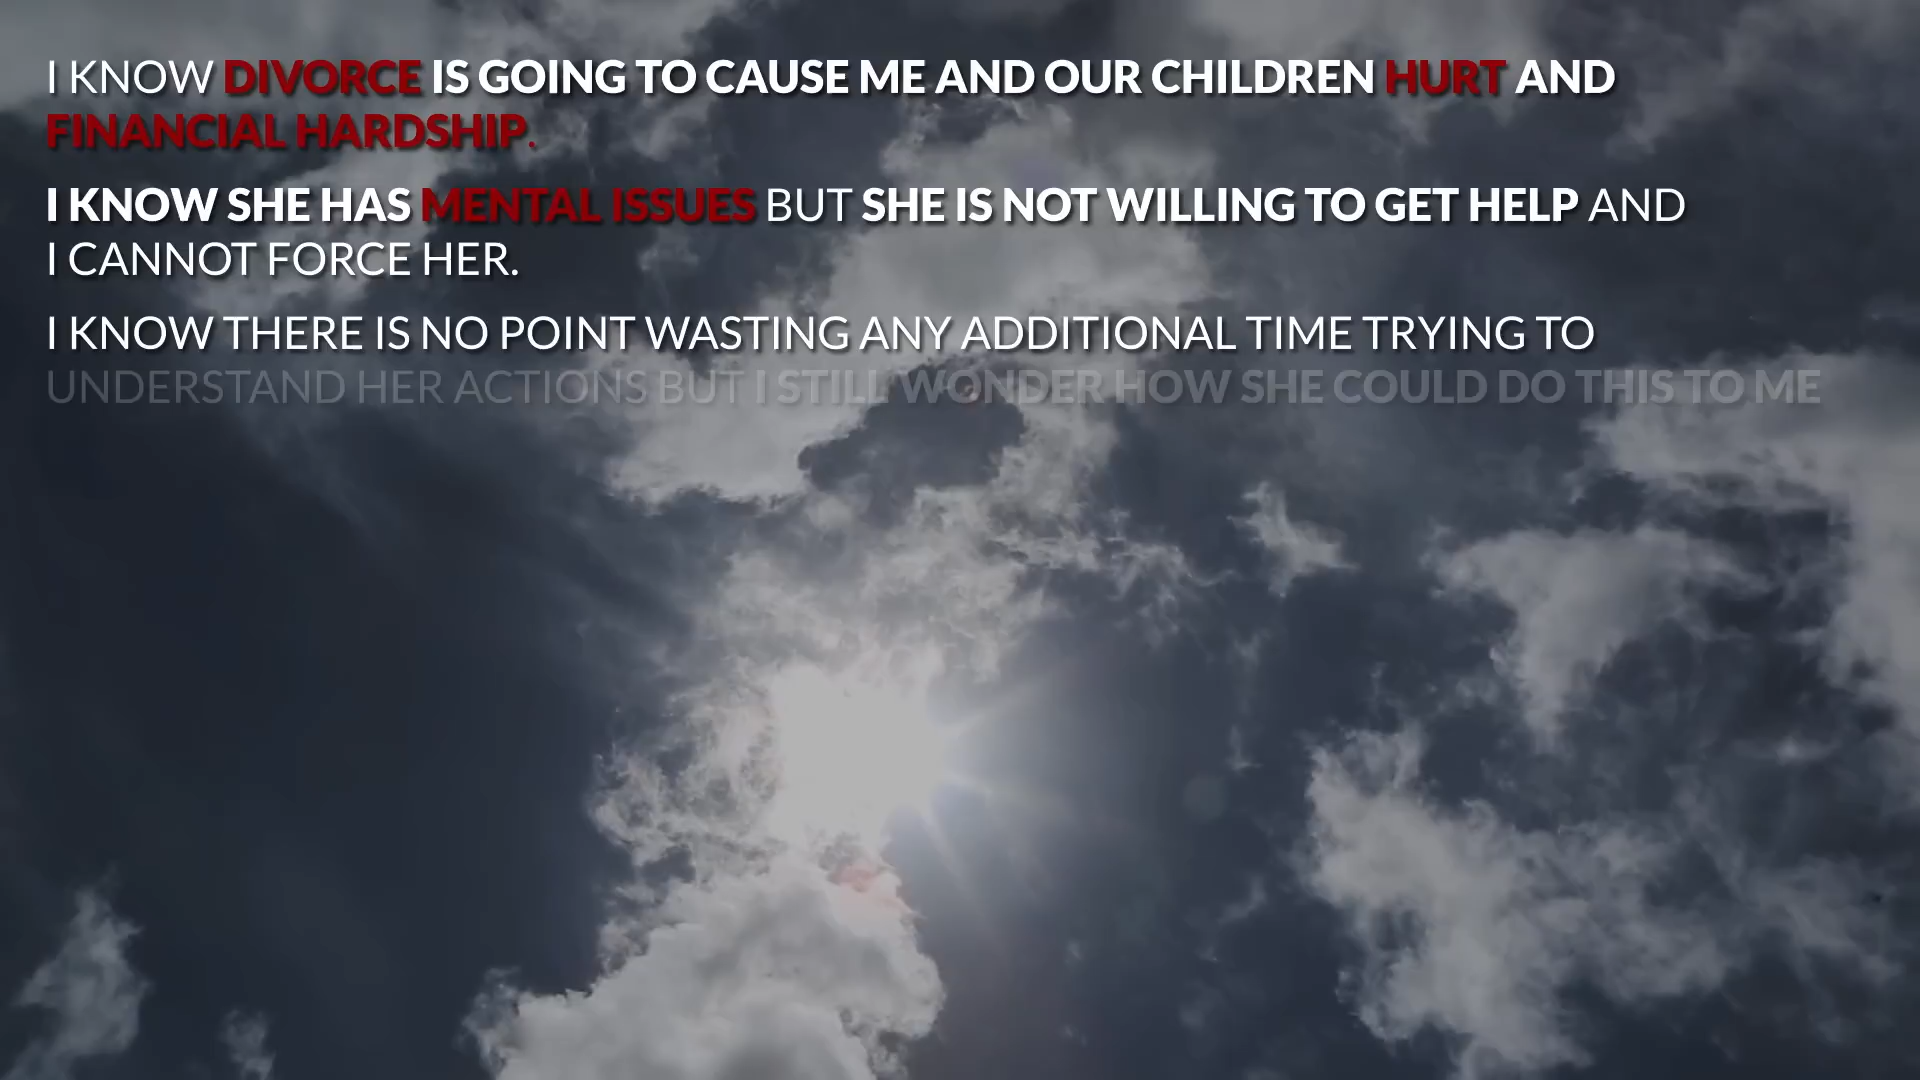 I KNOW DIVORCE IS GOING TO CAUSE ME AND OUR CHILDREN HURT AND
FINANCIAL HARDSHIP.
I KNOW SHE HAS MENTAL ISSUES BUT SHE IS NOT WILLING TO GET HELP AND
I CANNOT FORCE HER.
I KNOW THERE IS NO POINT WASTING ANY ADDITIONAL TIME TRYING TO
UNDERSTAND HER ACTIONS BUT I STILL WONDER HOW SHE COULD DO THIS TO ME